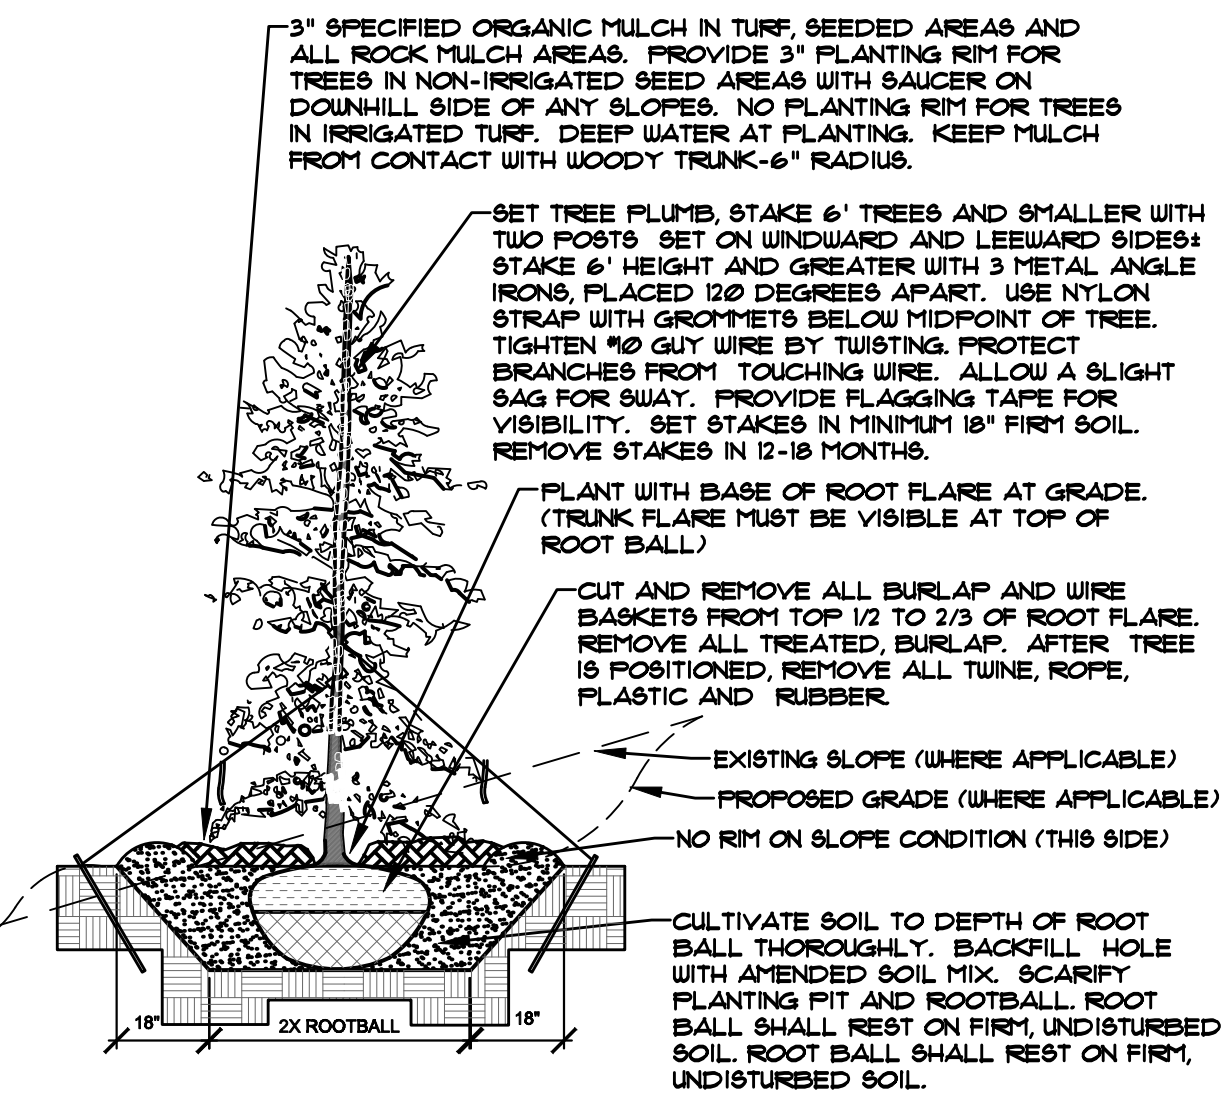 3" SPECIFIED ORGANIC MULCH IN TURF, SEEDED AREAS AND
ALL ROCK MULCH AREAS. PROVIDE 3" PLANTING RIM FOR
TREES IN NON-IRRIGATED SEED AREAS WITH SAUCER ON
DOWNHILL SIDE OF ANY SLOPES. NO PLANTING RIM FOR TREES
IN IRRIGATED TURF. DEEP WATER AT PLANTING. KEEP MULCH
FROM CONTACT WITH WOODY TRUNK-6" RADIUS.
SET TREE PLUMB, STAKE 6' TREES AND SMALLER WITH
TWO POSTS SET ON WINDWARD AND LEEWARD SIDES±
STAKE 6' HEIGHT AND GREATER WITH 3 METAL ANGLE
IRONS, PLACED 120 DEGREES APART. USE NYLON
STRAP WITH GROMMETS BELOW MIDPOINT OF TREE.
TIGHTEN #10 GUY WIRE BY TWISTING. PROTECT
BRANCHES FROM TOUCHING WIRE. ALLOW A SLIGHT
SAG FOR SWAY. PROVIDE FLAGGING TAPE FOR
VISIBILITY. SET STAKES IN MINIMUM 18" FIRM SOIL.
REMOVE STAKES IN 12-18 MONTHS.
PLANT WITH BASE OF ROOT FLARE AT GRADE.
(TRUNK FLARE MUST BE VISIBLE AT TOP OF
ROOT BALL)
CUT AND REMOVE ALL BURLAP AND WIRE
BASKETS FROM TOP 1/2 TO 2/3 OF ROOT FLARE.
REMOVE ALL TREATED, BURLAP. AFTER TREE
IS POSITIONED, REMOVE ALL TWINE, ROPE,
PLASTIC AND RUBBER.
EXISTING SLOPE (WHERE APPLICABLE)
PROPOSED GRADE (WHERE APPLICABLE)
NO RIM ON SLOPE CONDITION (THIS SIDE)
CULTIVATE SOIL TO DEPTH OF ROOT
BALL THOROUGHLY. BACKFILL HOLE
WITH AMENDED SOIL MIX. SCARIFY
PLANTING PIT AND ROOTBALL. ROOT
BALL SHALL REST ON FIRM, UNDISTURBED
SOIL. ROOT BALL SHALL REST ON FIRM,
UNDISTURBED SOIL.
18" 2X ROOTBALL 18"